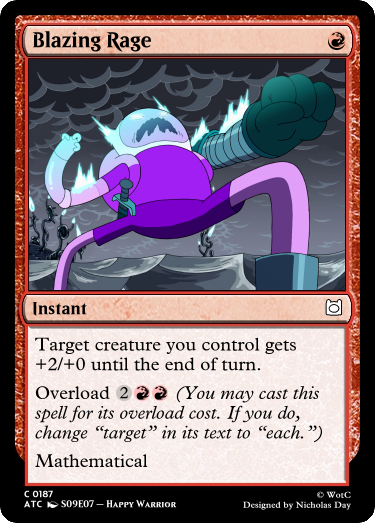 Blazing Rage
Instant
Target creature you control gets
+2/+0 until the end of turn.
Overload 2 (You may cast this
spell for its overload cost. If you do,
change “target” in its text to “each.”)
Mathematical
C 0187
ATC S09E07 – Happy Warrior
© WotC
Designed by Nicholas Day